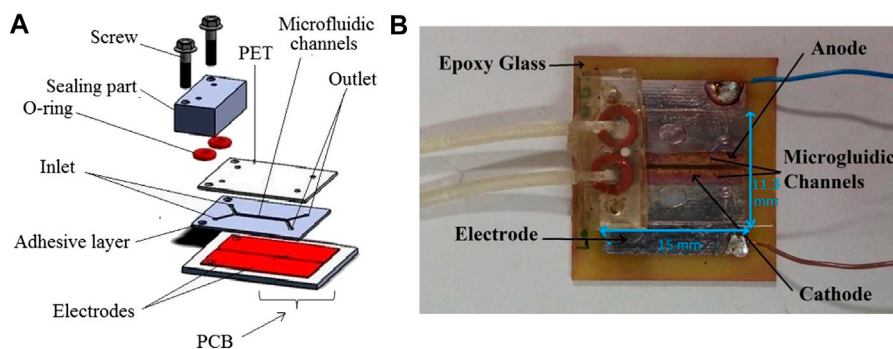 A
Screw
Sealing part
O-ring
Inlet
Adhesive layer
Electrodes
PCB
PET
Microfluidic
channels
Outlet
B
Epoxy Glass
Anode
Microgluidic
Channels
11.3
mm
15 mm
Electrode
Cathode